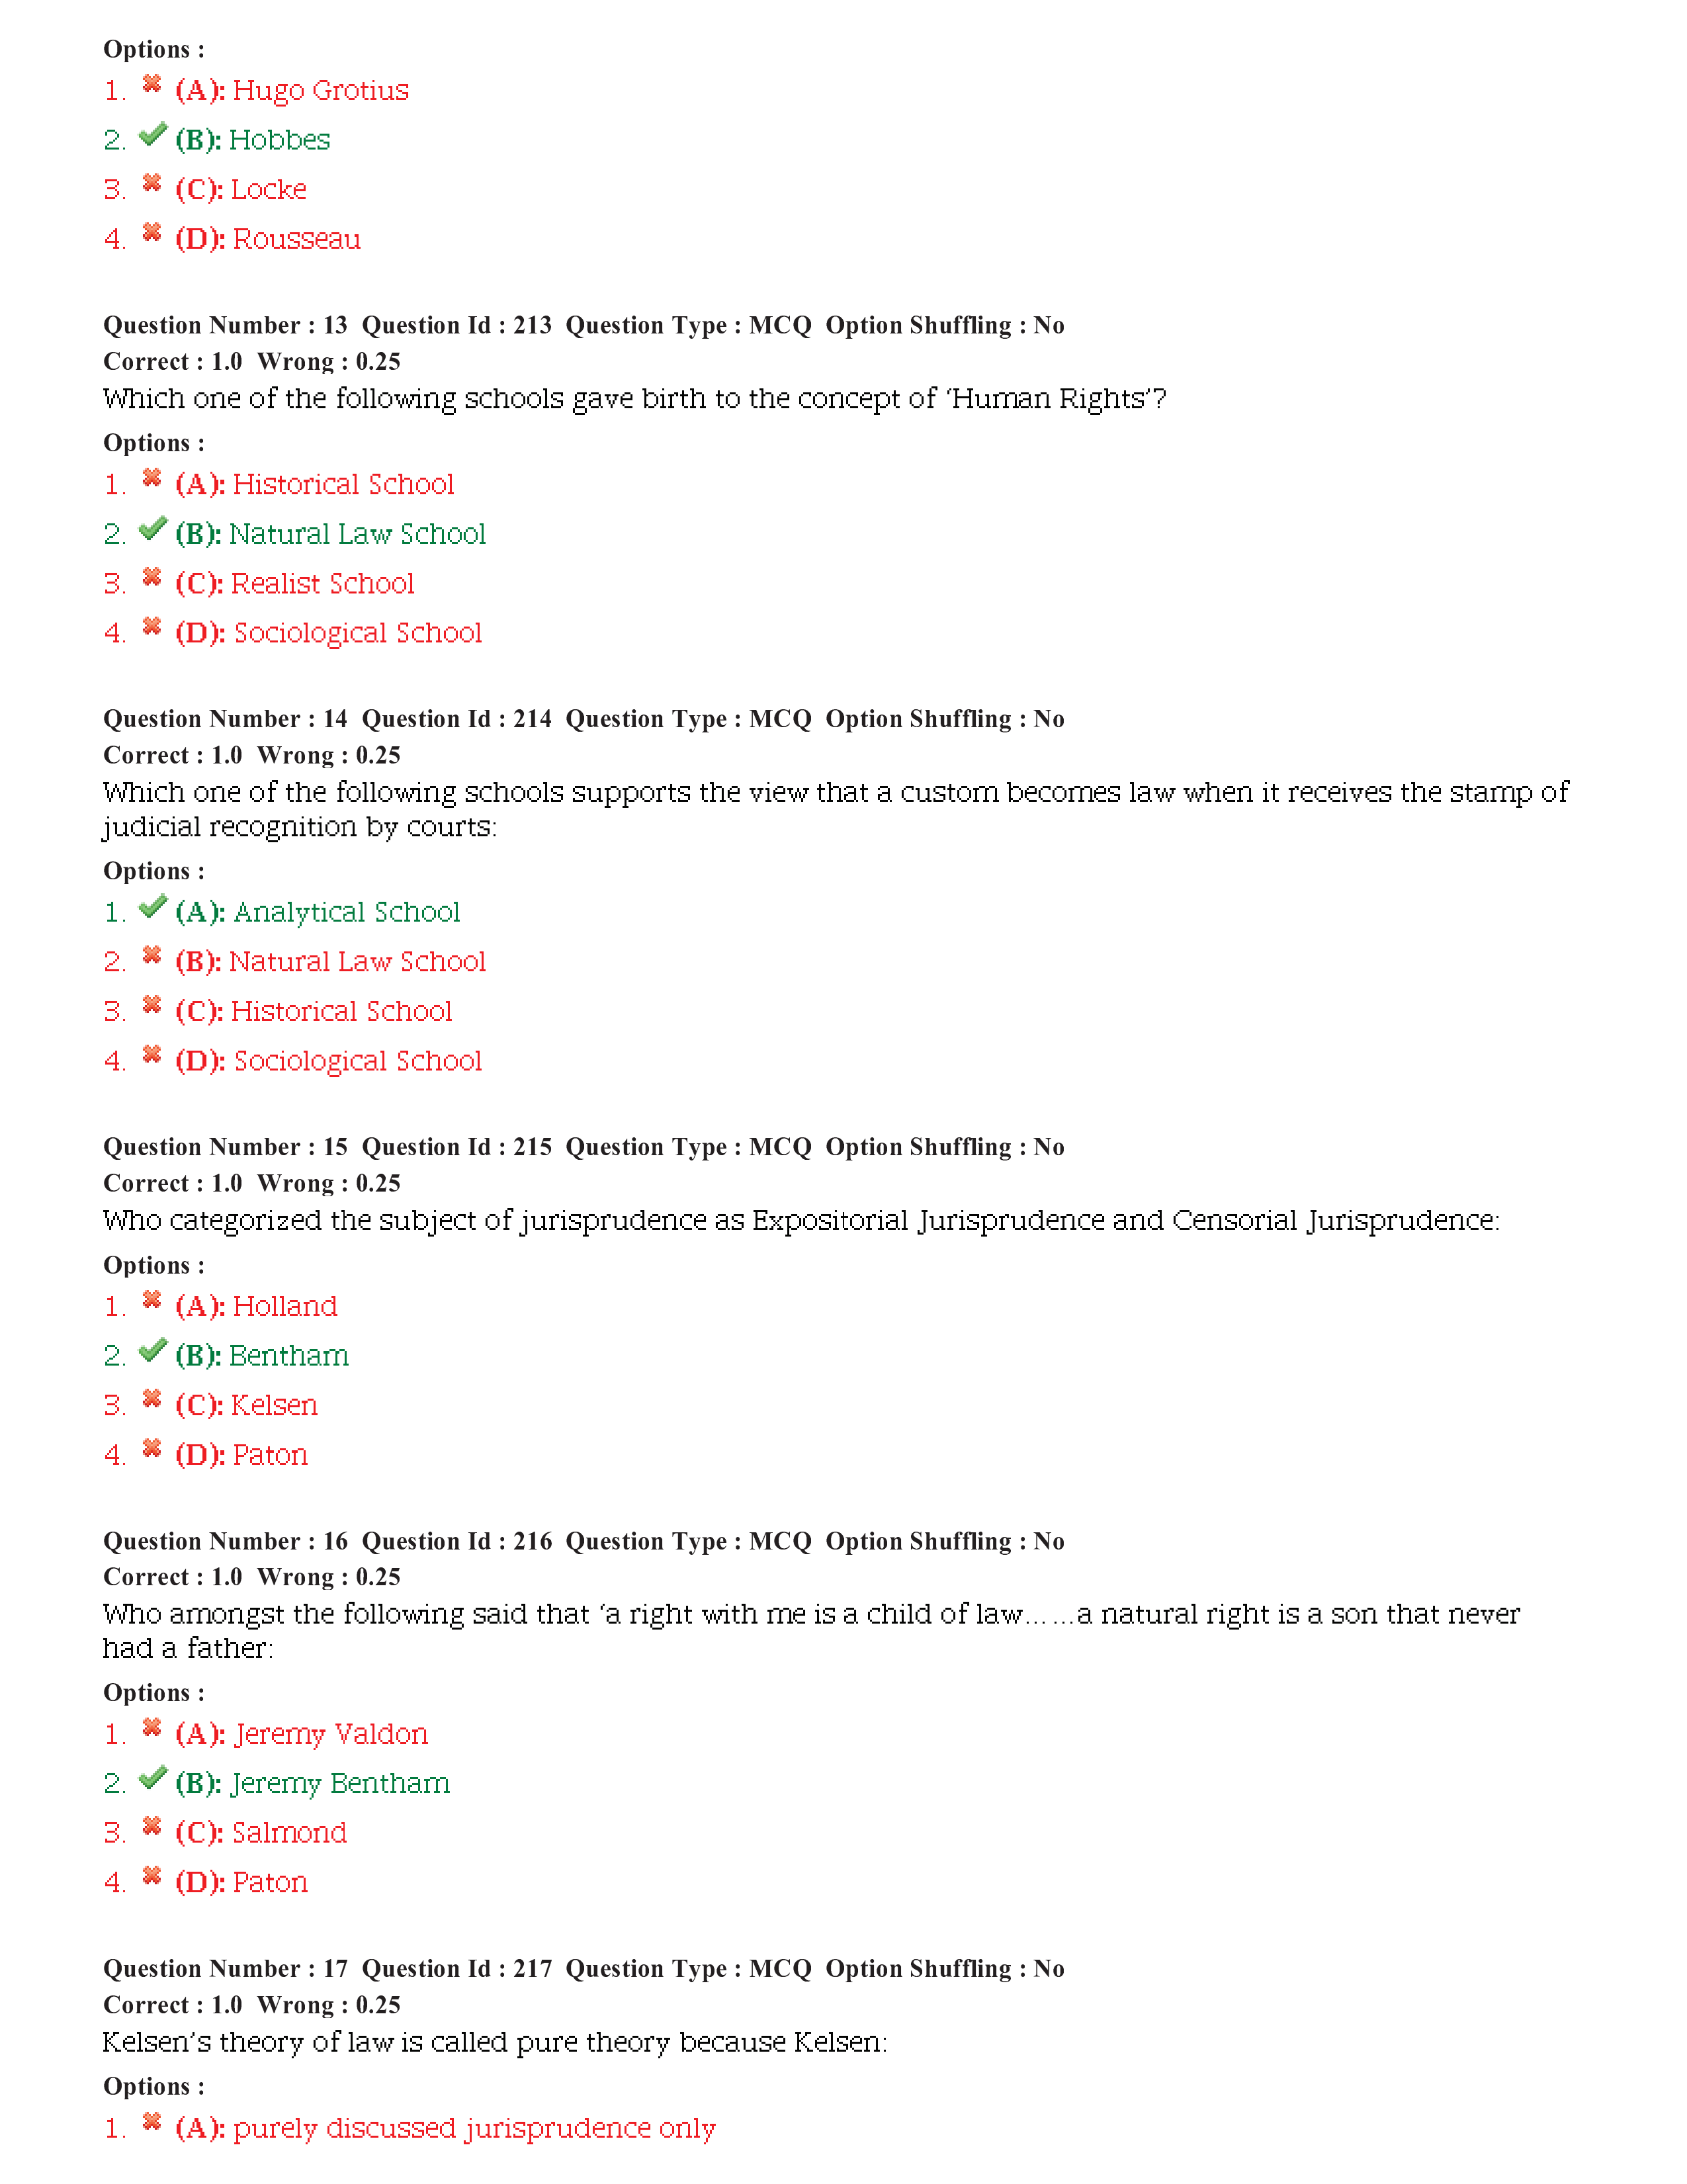 Options :
1. (A): Hugo Grotius
2. (B): Hobbes
3. (C): Locke
4. (D): Rousseau
Question Number : 13 Question Id : 213 Question Type : MCQ Option Shuffling : No
Correct : 1.0 Wrong : 0.25
Which one of the following schools gave birth to the concept of ‘Human Rights’?
Options :
1. (A): Historical School
2. (B): Natural Law School
3. (C): Realist School
4. (D): Sociological School
Question Number : 14 Question Id : 214 Question Type : MCQ Option Shuffling : No
Correct : 1.0 Wrong : 0.25
Which one of the following schools supports the view that a custom becomes law when it receives the stamp of
judicial recognition by courts:
Options :
1. (A): Analytical School
2. (B): Natural Law School
3. (C): Historical School
4. (D): Sociological School
Question Number : 15 Question Id : 215 Question Type : MCQ Option Shuffling : No
Correct : 1.0 Wrong : 0.25
Who categorized the subject of jurisprudence as Expositorial Jurisprudence and Censorial Jurisprudence:
Options :
1. (A): Holland
2. (B): Bentham
3. (C): Kelsen
4. (D): Paton
Question Number : 16 Question Id : 216 Question Type : MCQ Option Shuffling : No
Correct : 1.0 Wrong : 0.25
Who amongst the following said that ‘a right with me is a child of law……a natural right is a son that never
had a father:
Options :
1. (A): Jeremy Valdon
2. (B): Jeremy Bentham
3. (C): Salmond
4. (D): Paton
Question Number : 17 Question Id : 217 Question Type : MCQ Option Shuffling : No
Correct : 1.0 Wrong : 0.25
Kelsen’s theory of law is called pure theory because Kelsen:
Options :
1. (A): purely discussed jurisprudence only